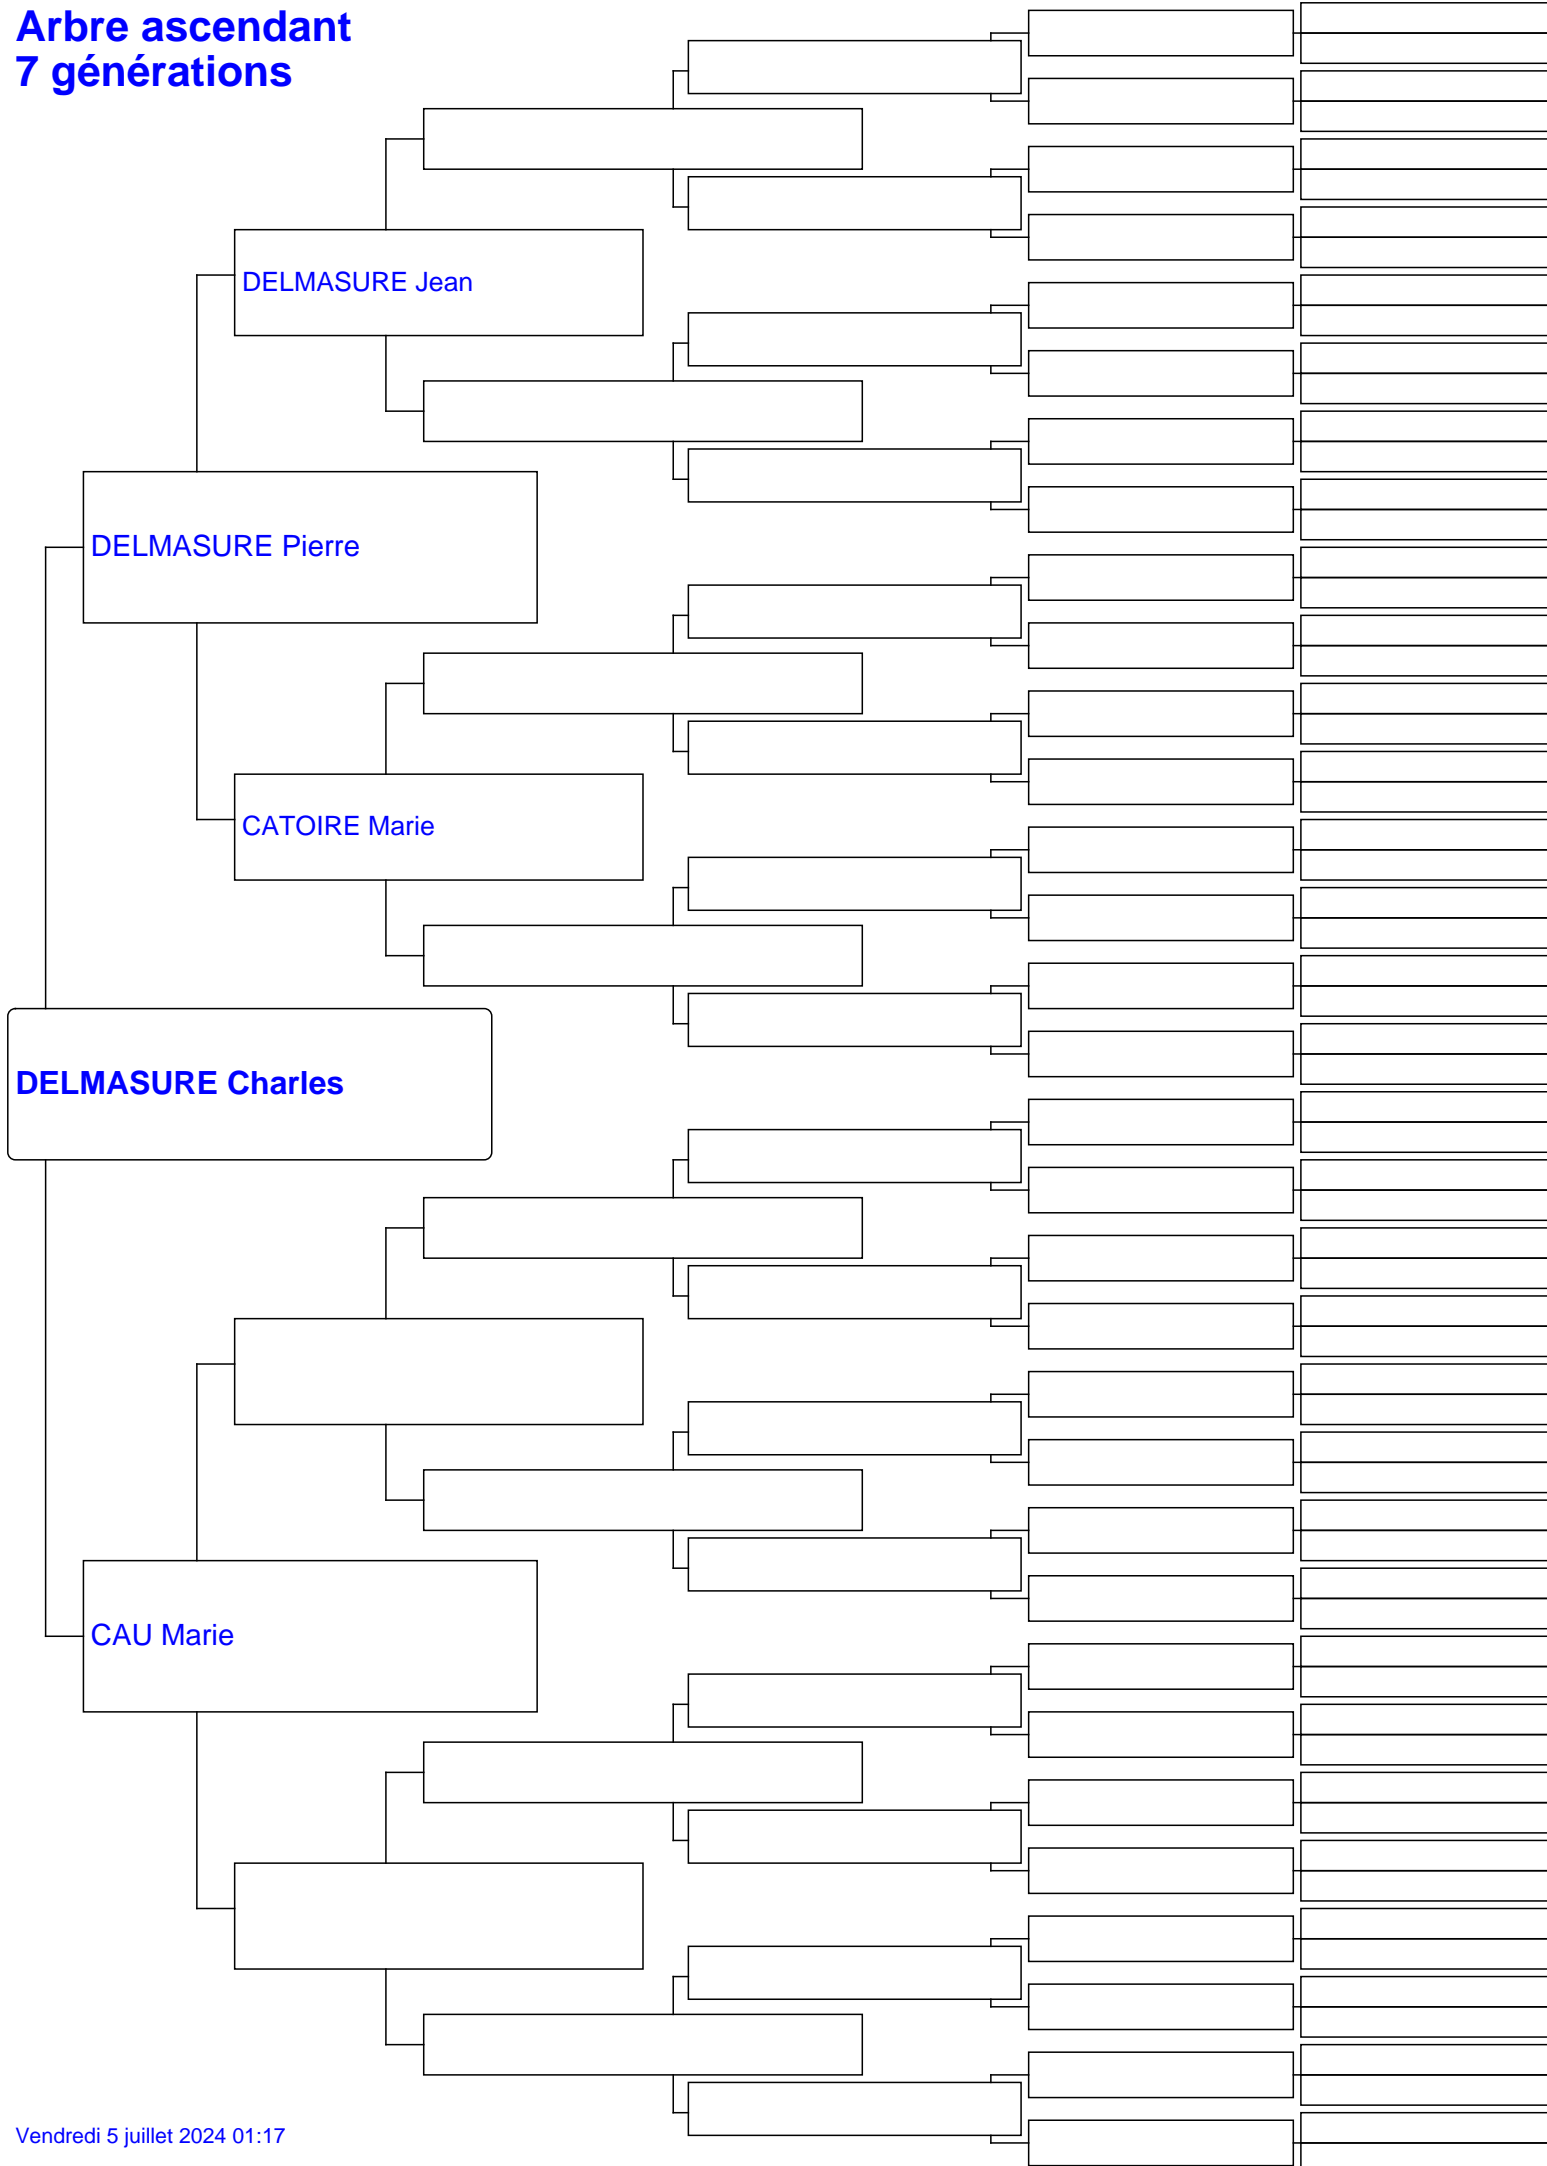 Arbre ascendant
7 générations
DELMASURE Jean
DELMASURE Pierre
CATOIRE Marie
DELMASURE Charles
CAU Marie
Vendredi 5 juillet 2024 01:17